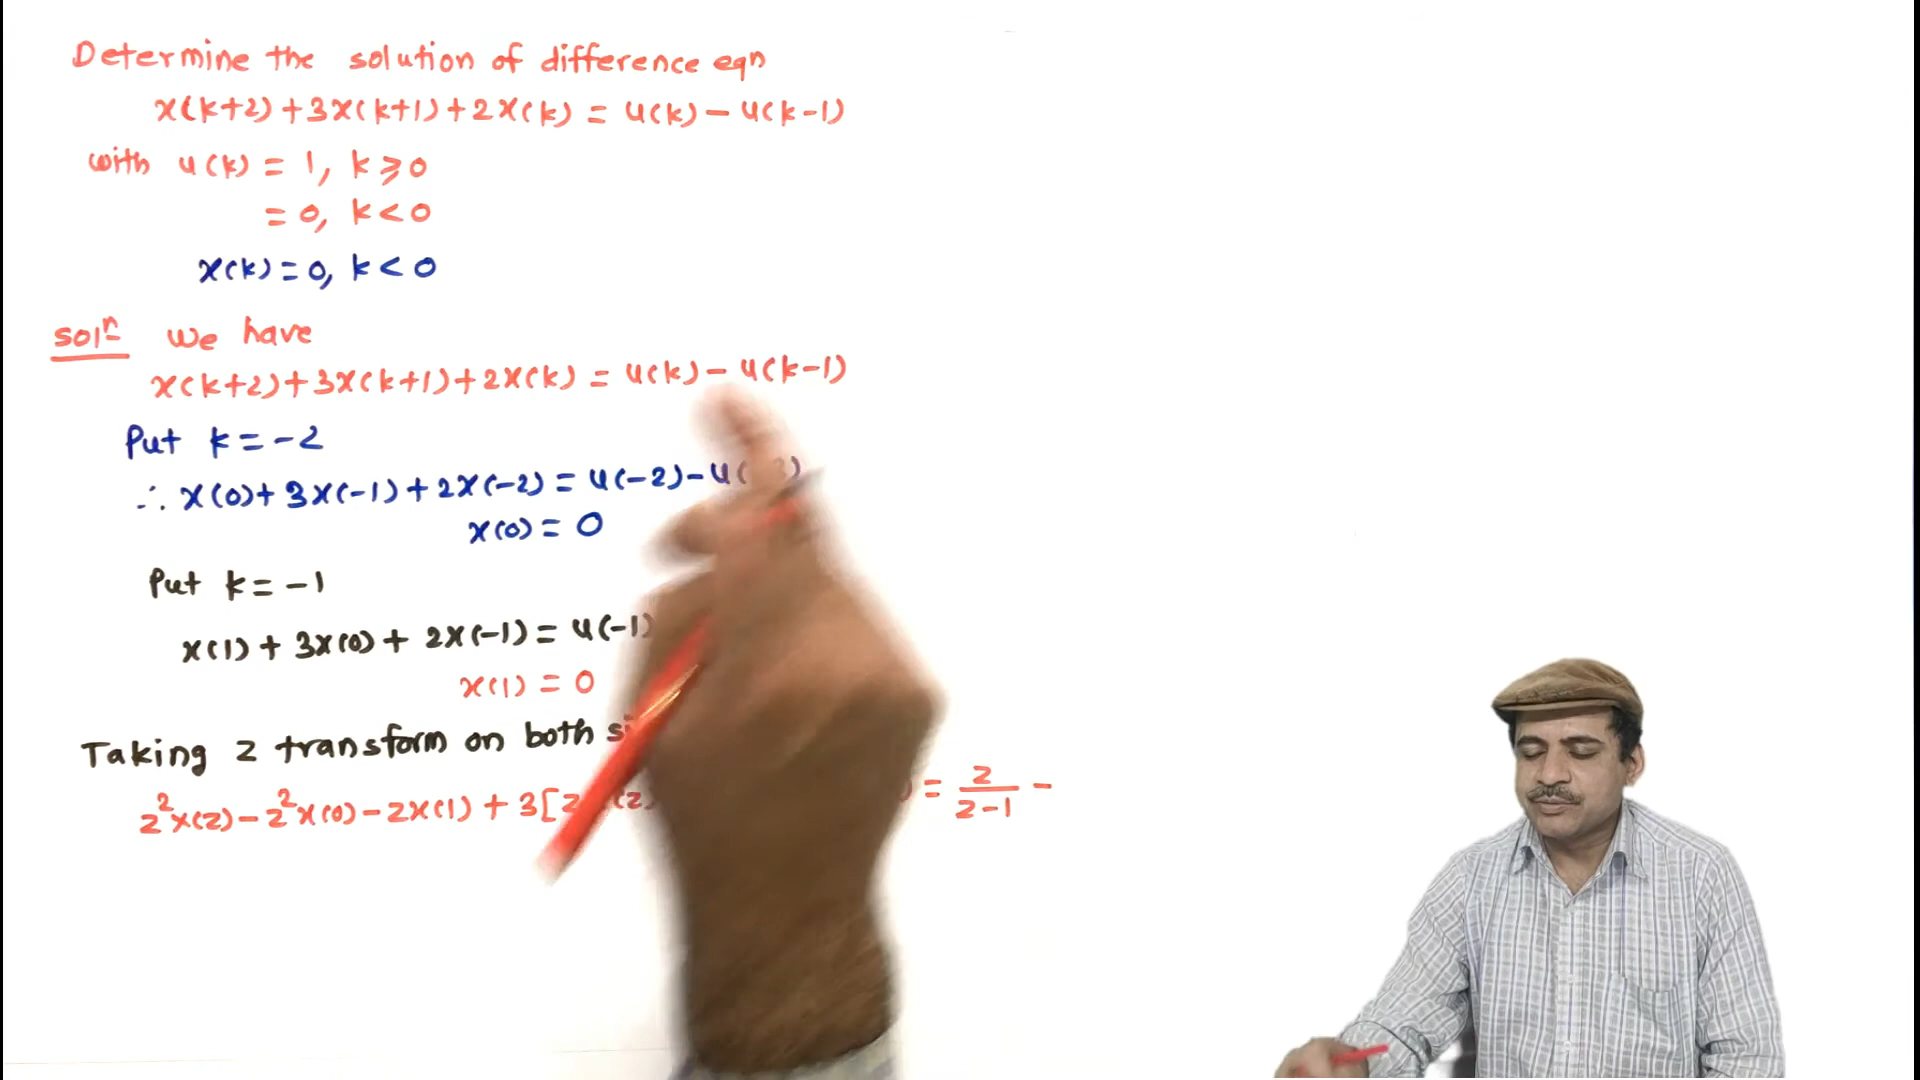 Determine the solution of difference eqn
x(k+2)+3x(k+1)+2x(k) = u(k) - u(k-1)
with u(k) = 1, k ⩾ 0
= 0, k < 0
x(k) = 0, k < 0
solⁿ we have
x(k+2)+3x(k+1)+2x(k) = u(k) - u(k-1)
Put k = -2
∴ x(0)+3x(-1)+2x(-2) = u(-2)-u(
x(0) = 0
Put k = -1
x(1)+3x(0)+2x(-1) = u(-1)
x(1) = 0
Taking z transform on both
z²x(z)-z²x(0)-zx(1)+3[z = z/(z-1) -